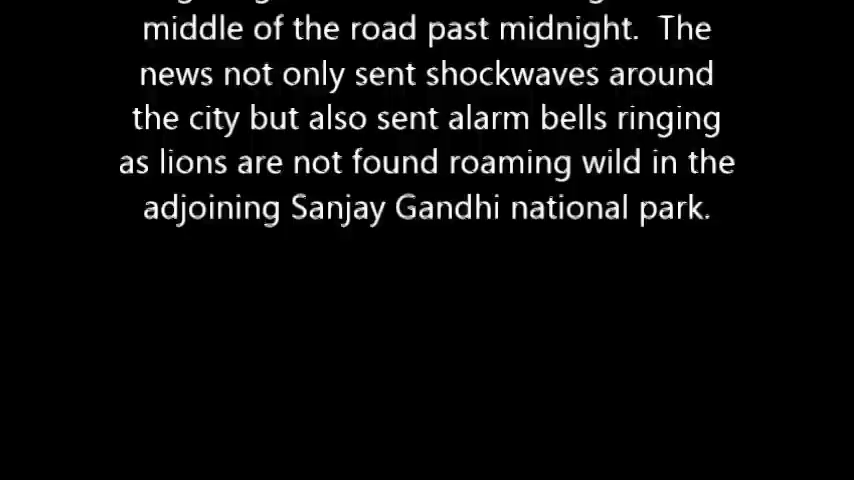 middle of the road past midnight.  The
news not only sent shockwaves around
the city but also sent alarm bells ringing
as lions are not found roaming wild in the
adjoining Sanjay Gandhi national park.